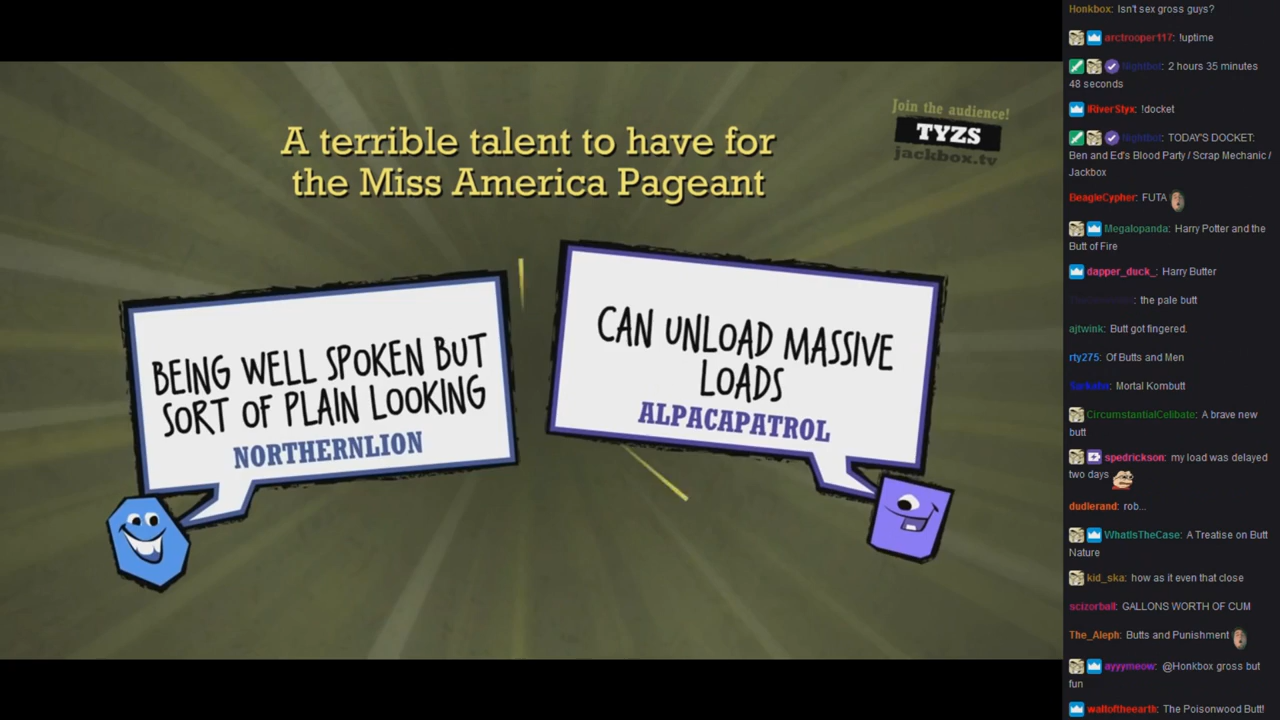 A terrible talent to have for
the Miss America Pageant
Join the audience!
TYZS
jackbox.tv
BEING WELL SPOKEN BUT
SORT OF PLAIN LOOKING
NORTHERNLION
CAN UNLOAD MASSIVE
LOADS
ALPACAPATROL
Honkbox: Isn't sex gross guys?
arctrooper117: !uptime
Nightbot: 2 hours 35 minutes
48 seconds
IRiverStyx: !docket
Nightbot: TODAY'S DOCKET:
Ben and Ed's Blood Party / Scrap Mechanic /
Jackbox
BeagleCypher: FUTA
Megalopanda: Harry Potter and the
Butt of Fire
dapper_duck_: Harry Butter
: the pale butt
ajtwink: Butt got fingered.
rty275: Of Butts and Men
: Mortal Kombutt
CircumstantialCelibate: A brave new
butt
spedrickson: my load was delayed
two days
dudlerand: rob...
WhatIsTheCase: A Treatise on Butt
Nature
kid_ska: how as it even that close
scizorball: GALLONS WORTH OF CUM
The_Aleph: Butts and Punishment
ayyymeow: @Honkbox gross but
fun
waltoftheearth: The Poisonwood Butt!